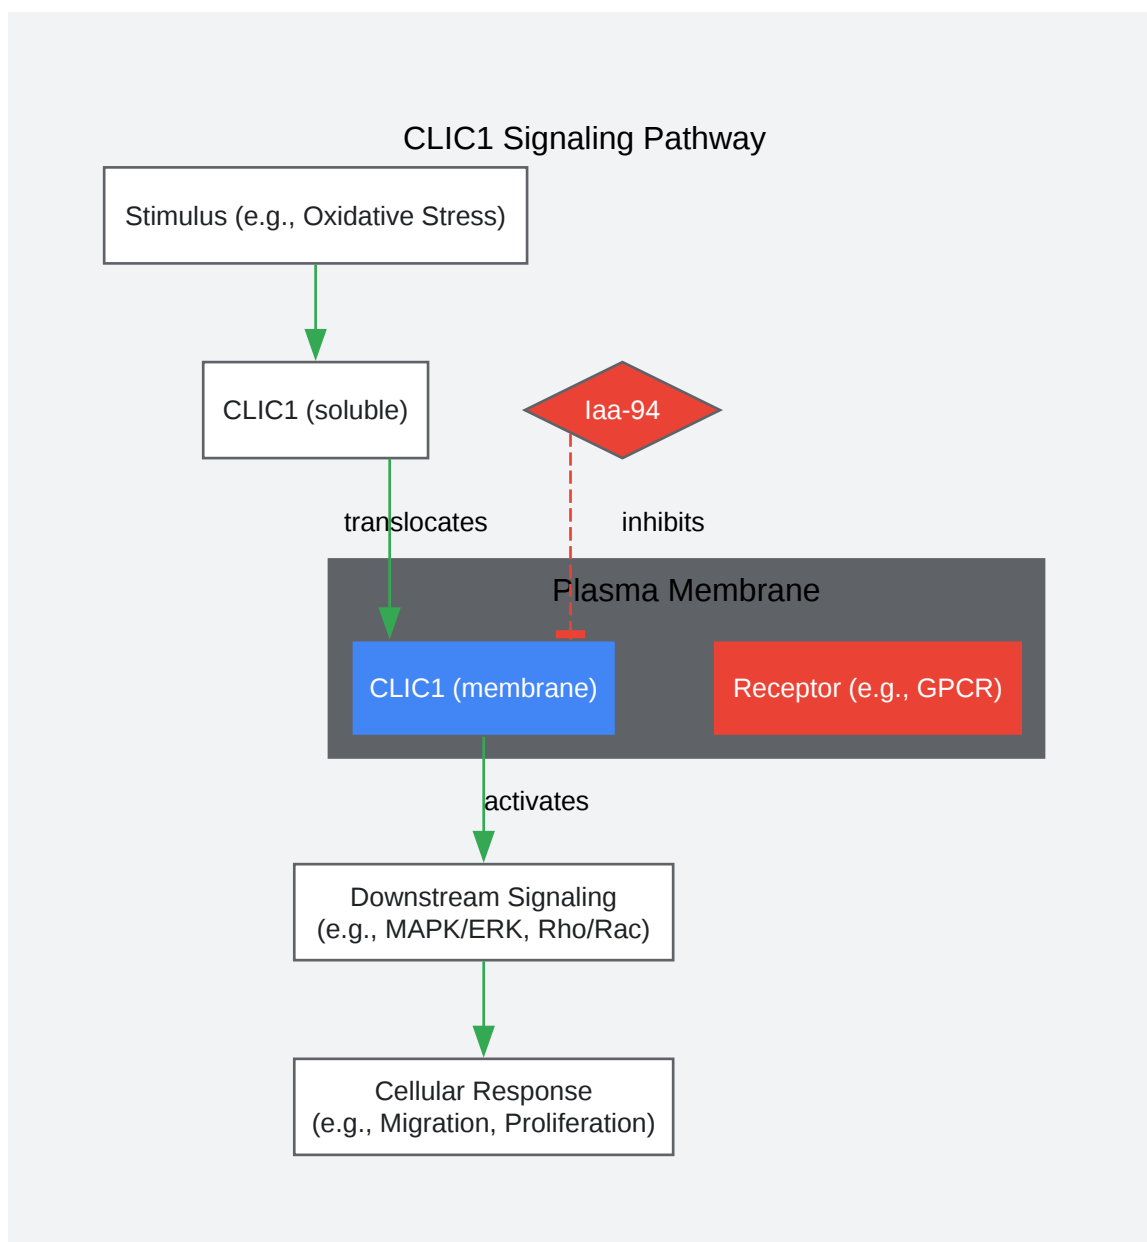 CLIC1 Signaling Pathway
Stimulus (e.g., Oxidative Stress)
CLIC1 (soluble)
Iaa-94
translocates
inhibits
Plasma Membrane
CLIC1 (membrane)
Receptor (e.g., GPCR)
activates
Downstream Signaling
(e.g., MAPK/ERK, Rho/Rac)
Cellular Response
(e.g., Migration, Proliferation)